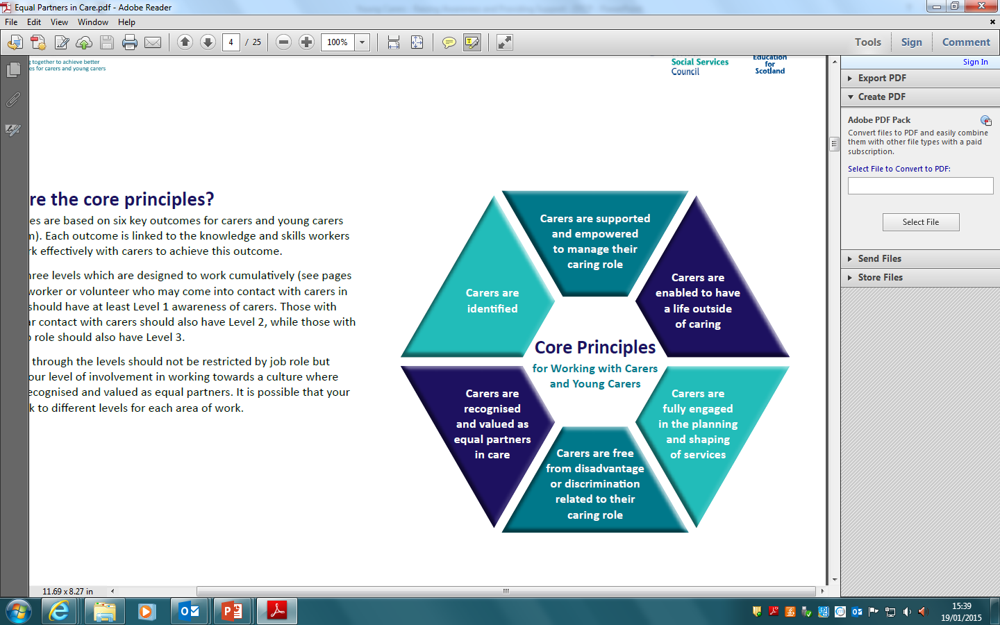 Equal Partners in Care.pdf - Adobe Reader
File Edit View Window Help
4 / 25 100%
Tools Sign Comment
g together to achieve better
es for carers and young carers
Social Services
Council
Education
for
Scotland
re the core principles?
es are based on six key outcomes for carers and young carers
m). Each outcome is linked to the knowledge and skills workers
rk effectively with carers to achieve this outcome.
hree levels which are designed to work cumulatively (see pages
worker or volunteer who may come into contact with carers in
should have at least Level 1 awareness of carers. Those with
ar contact with carers should also have Level 2, while those with
o role should also have Level 3.
through the levels should not be restricted by job role but
our level of involvement in working towards a culture where
ecognised and valued as equal partners. It is possible that your
k to different levels for each area of work.
Carers are supported
and empowered
to manage their
caring role
Carers are
identified
Carers are
enabled to have
a life outside
of caring
Core Principles
for Working with Carers
and Young Carers
Carers are
recognised
and valued as
equal partners
in care
Carers are
fully engaged
in the planning
and shaping
of services
Carers are free
from disadvantage
or discrimination
related to their
caring role
Sign In
Export PDF
Create PDF
Adobe PDF Pack
Convert files to PDF and easily combine
them with other file types with a paid
subscription.
Select File to Convert to PDF:
Select File
Send Files
Store Files
11.69 x 8.27 in
15:39
19/01/2015